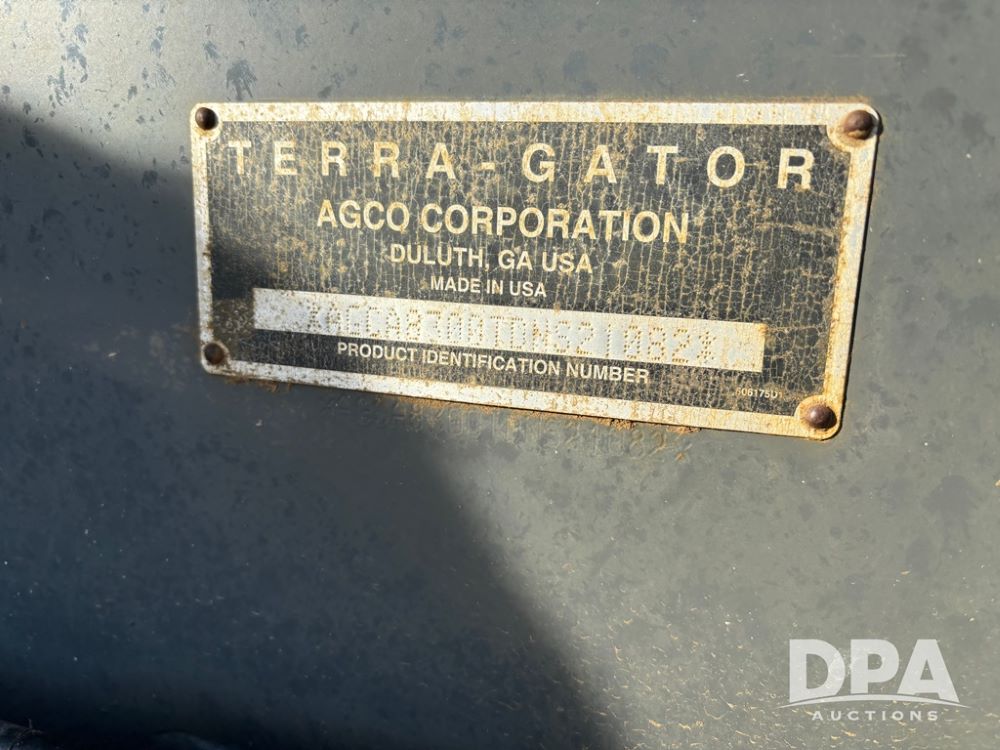 TERRA-GATOR
AGCO CORPORATION
DULUTH, GA USA
MADE IN USA
PRODUCT IDENTIFICATION NUMBER
DPA
AUCTIONS